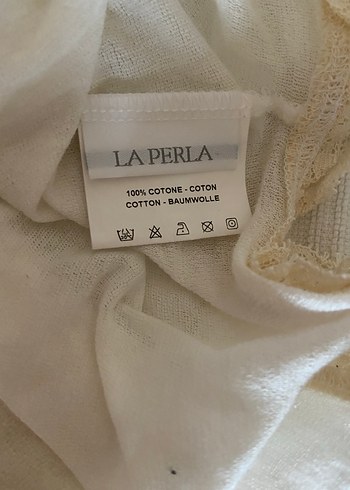 LA PERLA
100% COTONE - COTON
COTTON - BAUMWOLLE